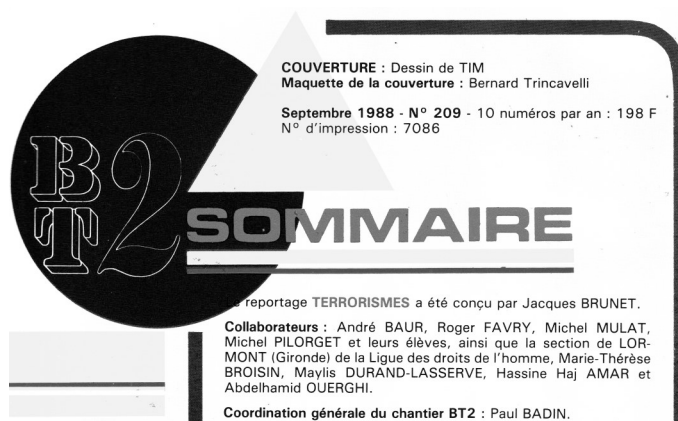 COUVERTURE : Dessin de TIM
Maquette de la couverture : Bernard Trincavelli
Septembre 1988 - Nº 209 - 10 numéros par an : 198 F
Nº d'impression : 7086
BT2
SOMMAIRE
reportage TERRORISMES a été conçu par Jacques BRUNET.
Collaborateurs : André BAUR, Roger FAVRY, Michel MULAT,
Michel PILORGET et leurs élèves, ainsi que la section de LOR-
MONT (Gironde) de la Ligue des droits de l'homme, Marie-Thérèse
BROISIN, Maylis DURAND-LASSERVE, Hassine Haj AMAR et
Abdelhamid OUERGHI.
Coordination générale du chantier BT2 : Paul BADIN.